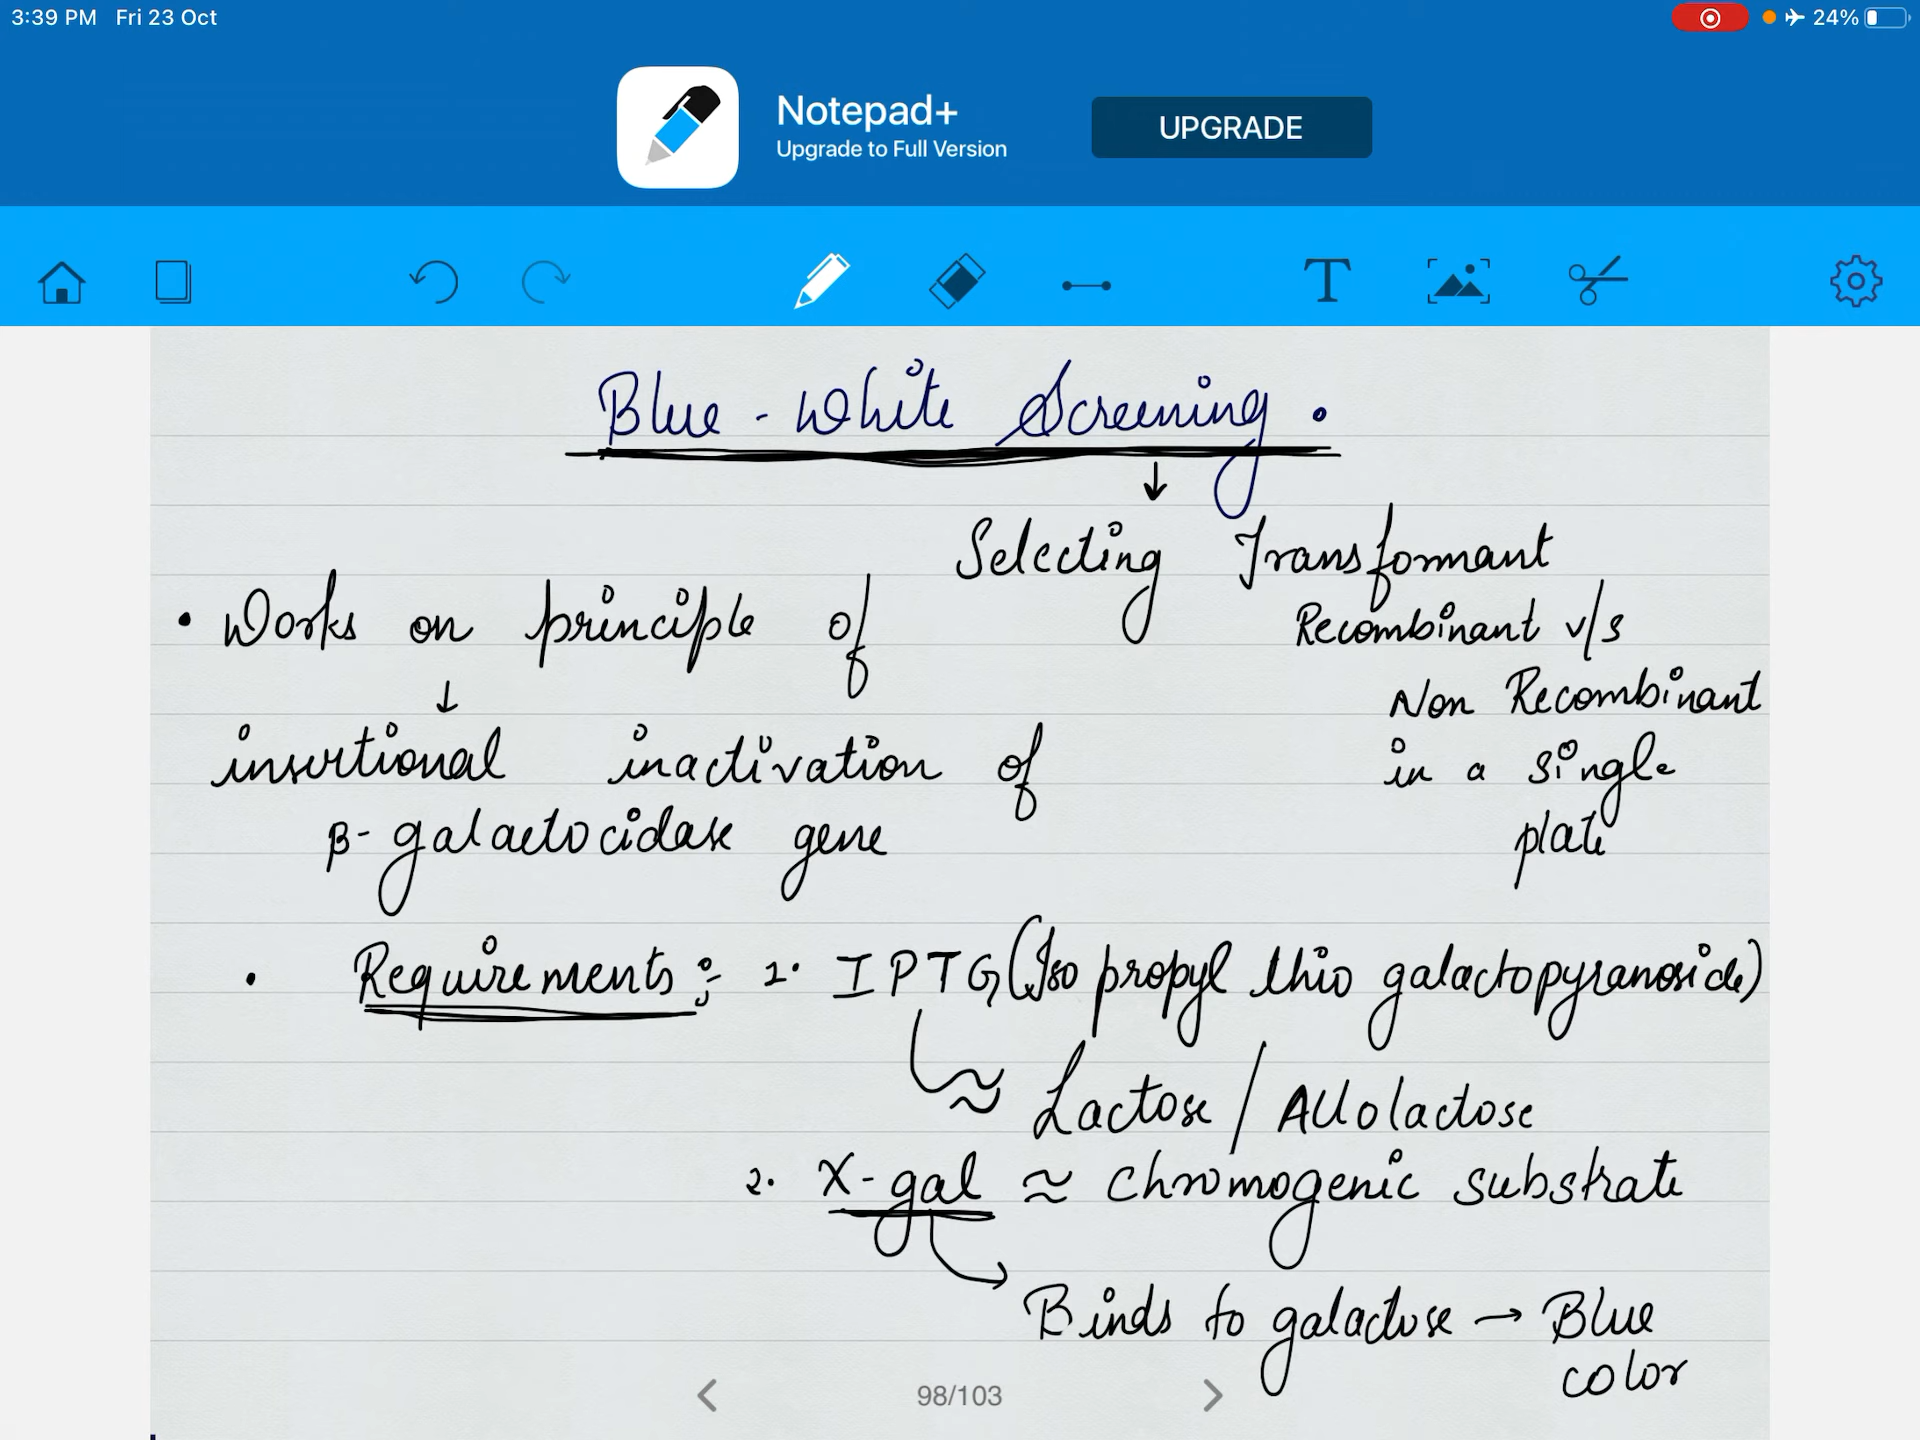 3:39 PM Fri 23 Oct
24%
Notepad+
Upgrade to Full Version
UPGRADE
T
Blue - White Screening .
↓
Selecting Transformant
Recombinant v/s
Non Recombinant
in a single
plate
• Works on principle of
↓
insertional inactivation of
β- galactocidase gene
• Requirements :- 1. IPTG (Iso propyl thio galactopyranoside)
≈ Lactose / Allolactose
2. X-gal ≈ chromogenic substrate
Binds to galactose → Blue
color
98/103